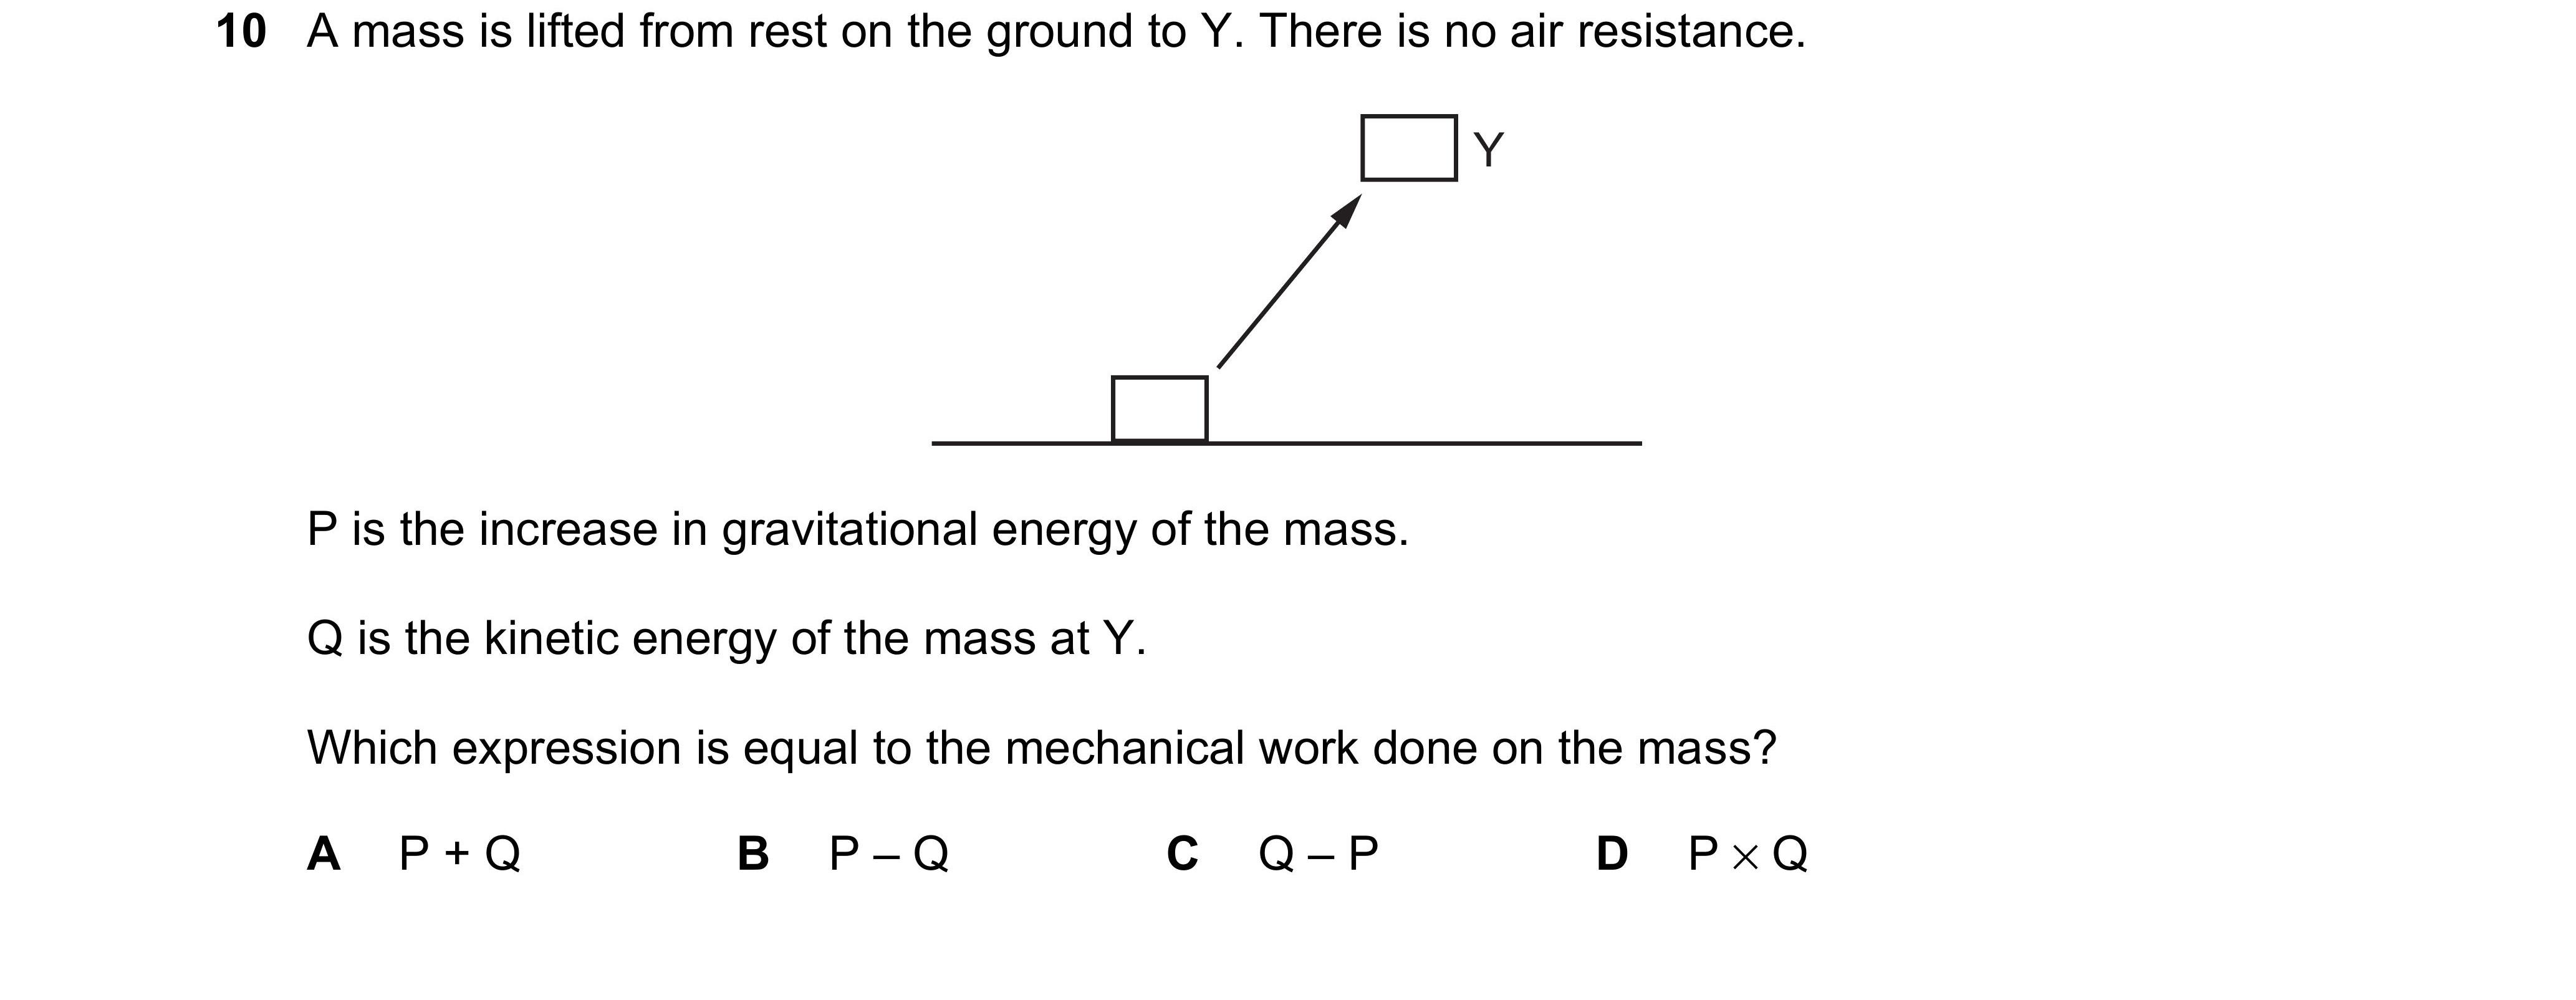 10 A mass is lifted from rest on the ground to Y. There is no air resistance.
Y
P is the increase in gravitational energy of the mass.
Q is the kinetic energy of the mass at Y.
Which expression is equal to the mechanical work done on the mass?
A P + Q B P – Q C Q – P D P × Q